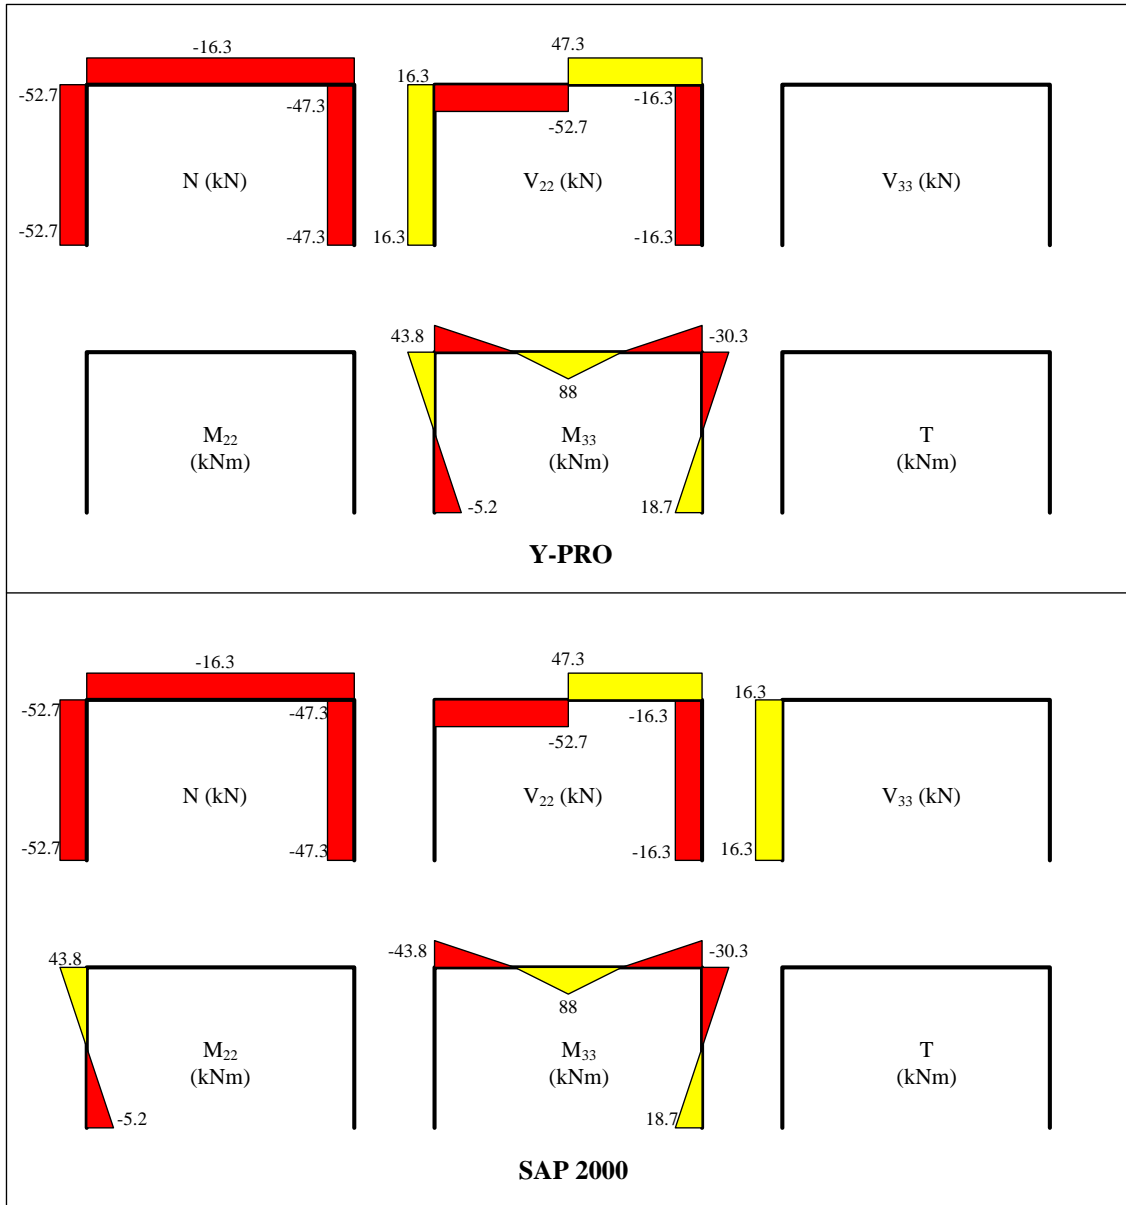 -16.3
47.3
-52.7
-47.3
16.3
-16.3
-52.7
N (kN)
V22 (kN)
V33 (kN)
-52.7
-47.3
16.3
-16.3
43.8
-30.3
88
M22
(kNm)
M33
(kNm)
T
(kNm)
-5.2
18.7
Y-PRO
-16.3
47.3
-52.7
-47.3
-16.3
16.3
-52.7
N (kN)
V22 (kN)
V33 (kN)
-52.7
-47.3
-16.3
16.3
43.8
-43.8
-30.3
88
M22
(kNm)
M33
(kNm)
T
(kNm)
-5.2
18.7
SAP 2000